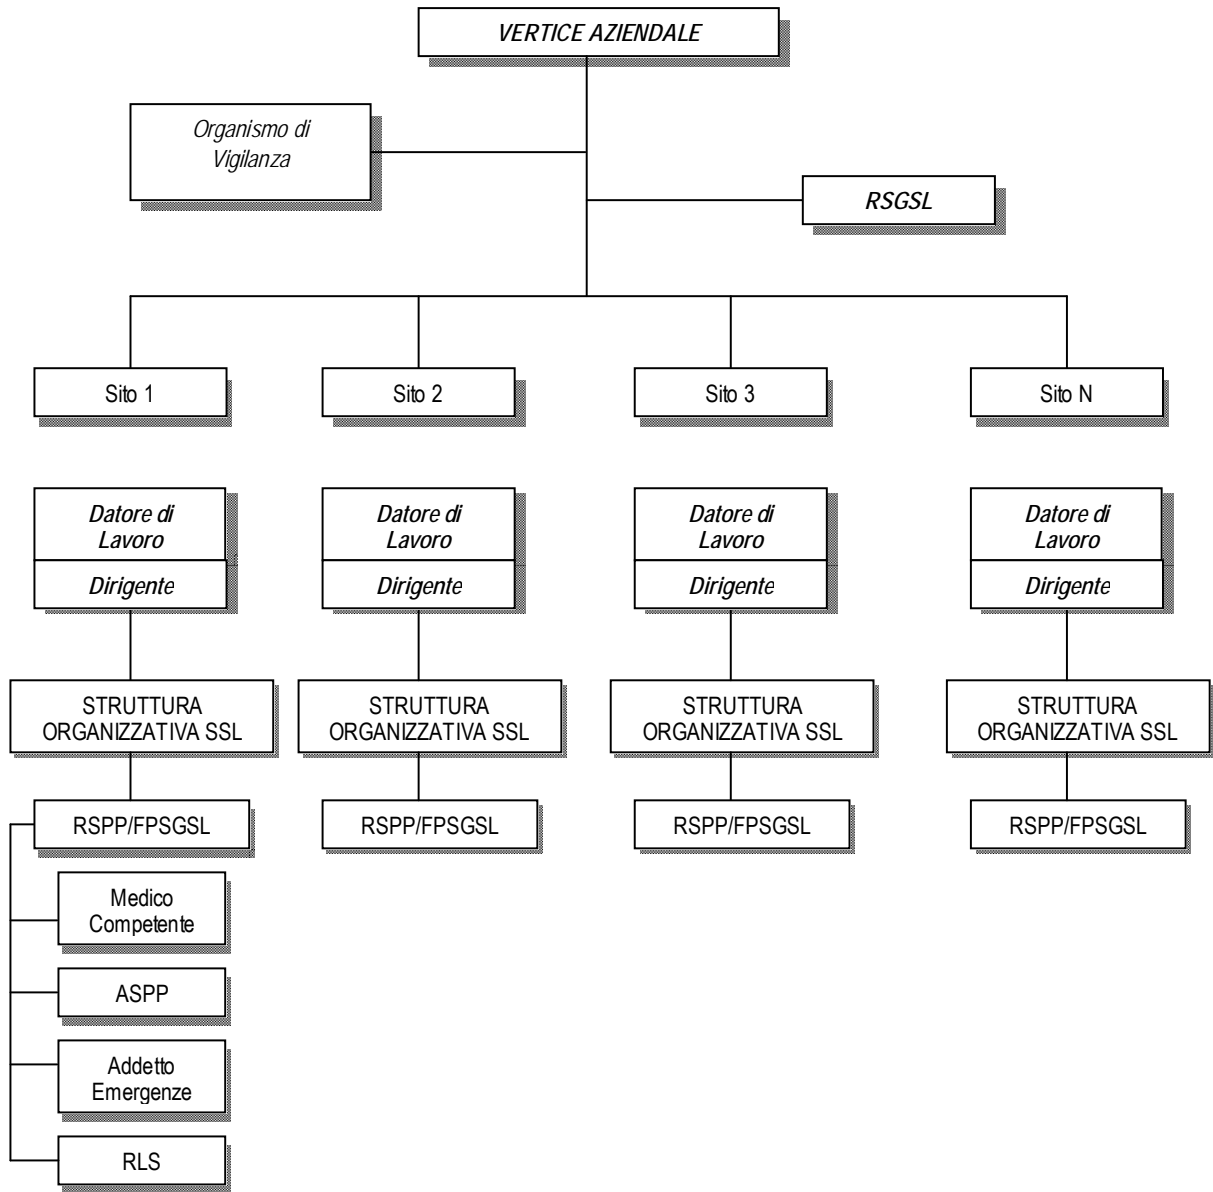 VERTICE AZIENDALE
Organismo di
Vigilanza
RSGSL
Sito 1
Sito 2
Sito 3
Sito N
Datore di
Lavoro
Dirigente
Datore di
Lavoro
Dirigente
Datore di
Lavoro
Dirigente
Datore di
Lavoro
Dirigente
STRUTTURA
ORGANIZZATIVA SSL
STRUTTURA
ORGANIZZATIVA SSL
STRUTTURA
ORGANIZZATIVA SSL
STRUTTURA
ORGANIZZATIVA SSL
RSPP/FPSGSL
RSPP/FPSGSL
RSPP/FPSGSL
RSPP/FPSGSL
Medico
Competente
ASPP
Addetto
Emergenze
RLS